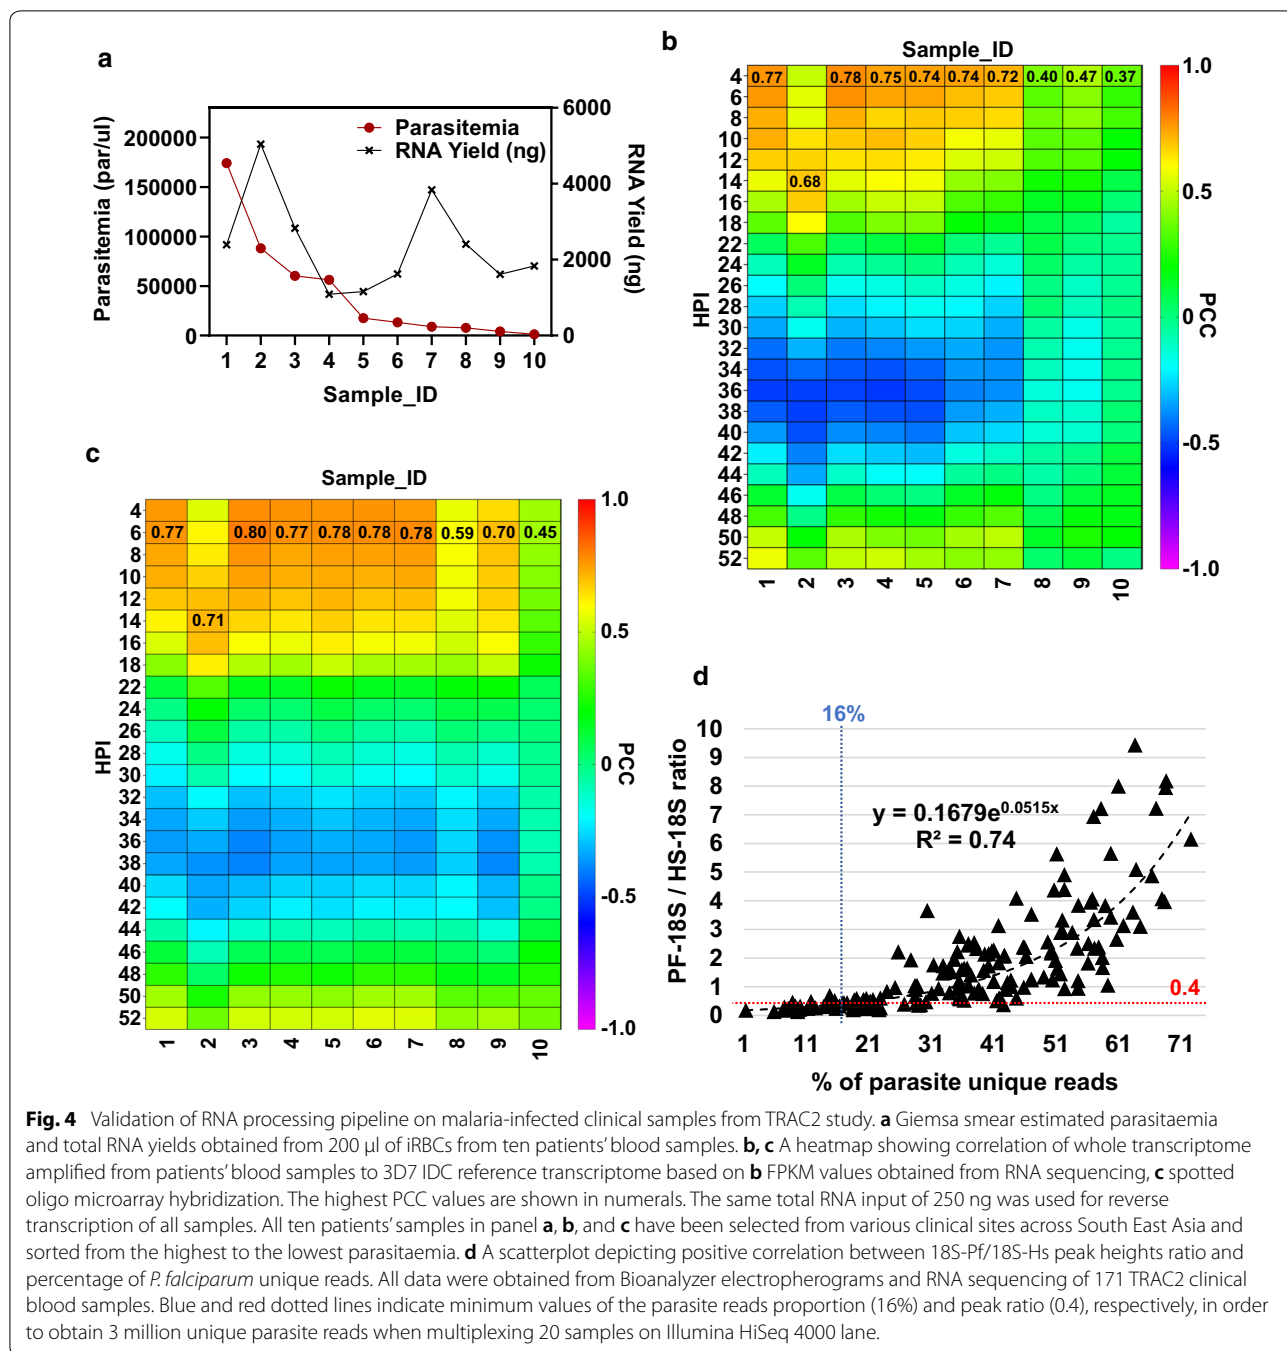 a
Parasitemia
RNA Yield (ng)
Parasitemia (par/ul)
200000
150000
100000
50000
0
6000
4000
2000
0
RNA Yield (ng)
1 2 3 4 5 6 7 8 9 10
Sample_ID
b
Sample_ID
HPI
4
6
8
10
12
14
16
18
22
24
26
28
30
32
34
36
38
40
42
44
46
48
50
52
0.77 0.78 0.75 0.74 0.74 0.72 0.40 0.47 0.37
0.68
1 2 3 4 5 6 7 8 9 10
1.0
0.5
0
-0.5
-1.0
PCC
c
Sample_ID
HPI
4
6
8
10
12
14
16
18
22
24
26
28
30
32
34
36
38
40
42
44
46
48
50
52
0.77 0.80 0.77 0.78 0.78 0.78 0.59 0.70 0.45
0.71
1 2 3 4 5 6 7 8 9 10
1.0
0.5
0
-0.5
-1.0
PCC
d
16%
PF-18S / HS-18S ratio
10
9
8
7
6
5
4
3
2
1
0
y = 0.1679e^0.0515x
R² = 0.74
0.4
1 11 21 31 41 51 61 71
% of parasite unique reads
Fig. 4 Validation of RNA processing pipeline on malaria-infected clinical samples from TRAC2 study. a Giemsa smear estimated parasitaemia
and total RNA yields obtained from 200 µl of iRBCs from ten patients' blood samples. b, c A heatmap showing correlation of whole transcriptome
amplified from patients' blood samples to 3D7 IDC reference transcriptome based on b FPKM values obtained from RNA sequencing, c spotted
oligo microarray hybridization. The highest PCC values are shown in numerals. The same total RNA input of 250 ng was used for reverse
transcription of all samples. All ten patients' samples in panel a, b, and c have been selected from various clinical sites across South East Asia and
sorted from the highest to the lowest parasitaemia. d A scatterplot depicting positive correlation between 18S-Pf/18S-Hs peak heights ratio and
percentage of P. falciparum unique reads. All data were obtained from Bioanalyzer electropherograms and RNA sequencing of 171 TRAC2 clinical
blood samples. Blue and red dotted lines indicate minimum values of the parasite reads proportion (16%) and peak ratio (0.4), respectively, in order
to obtain 3 million unique parasite reads when multiplexing 20 samples on Illumina HiSeq 4000 lane.